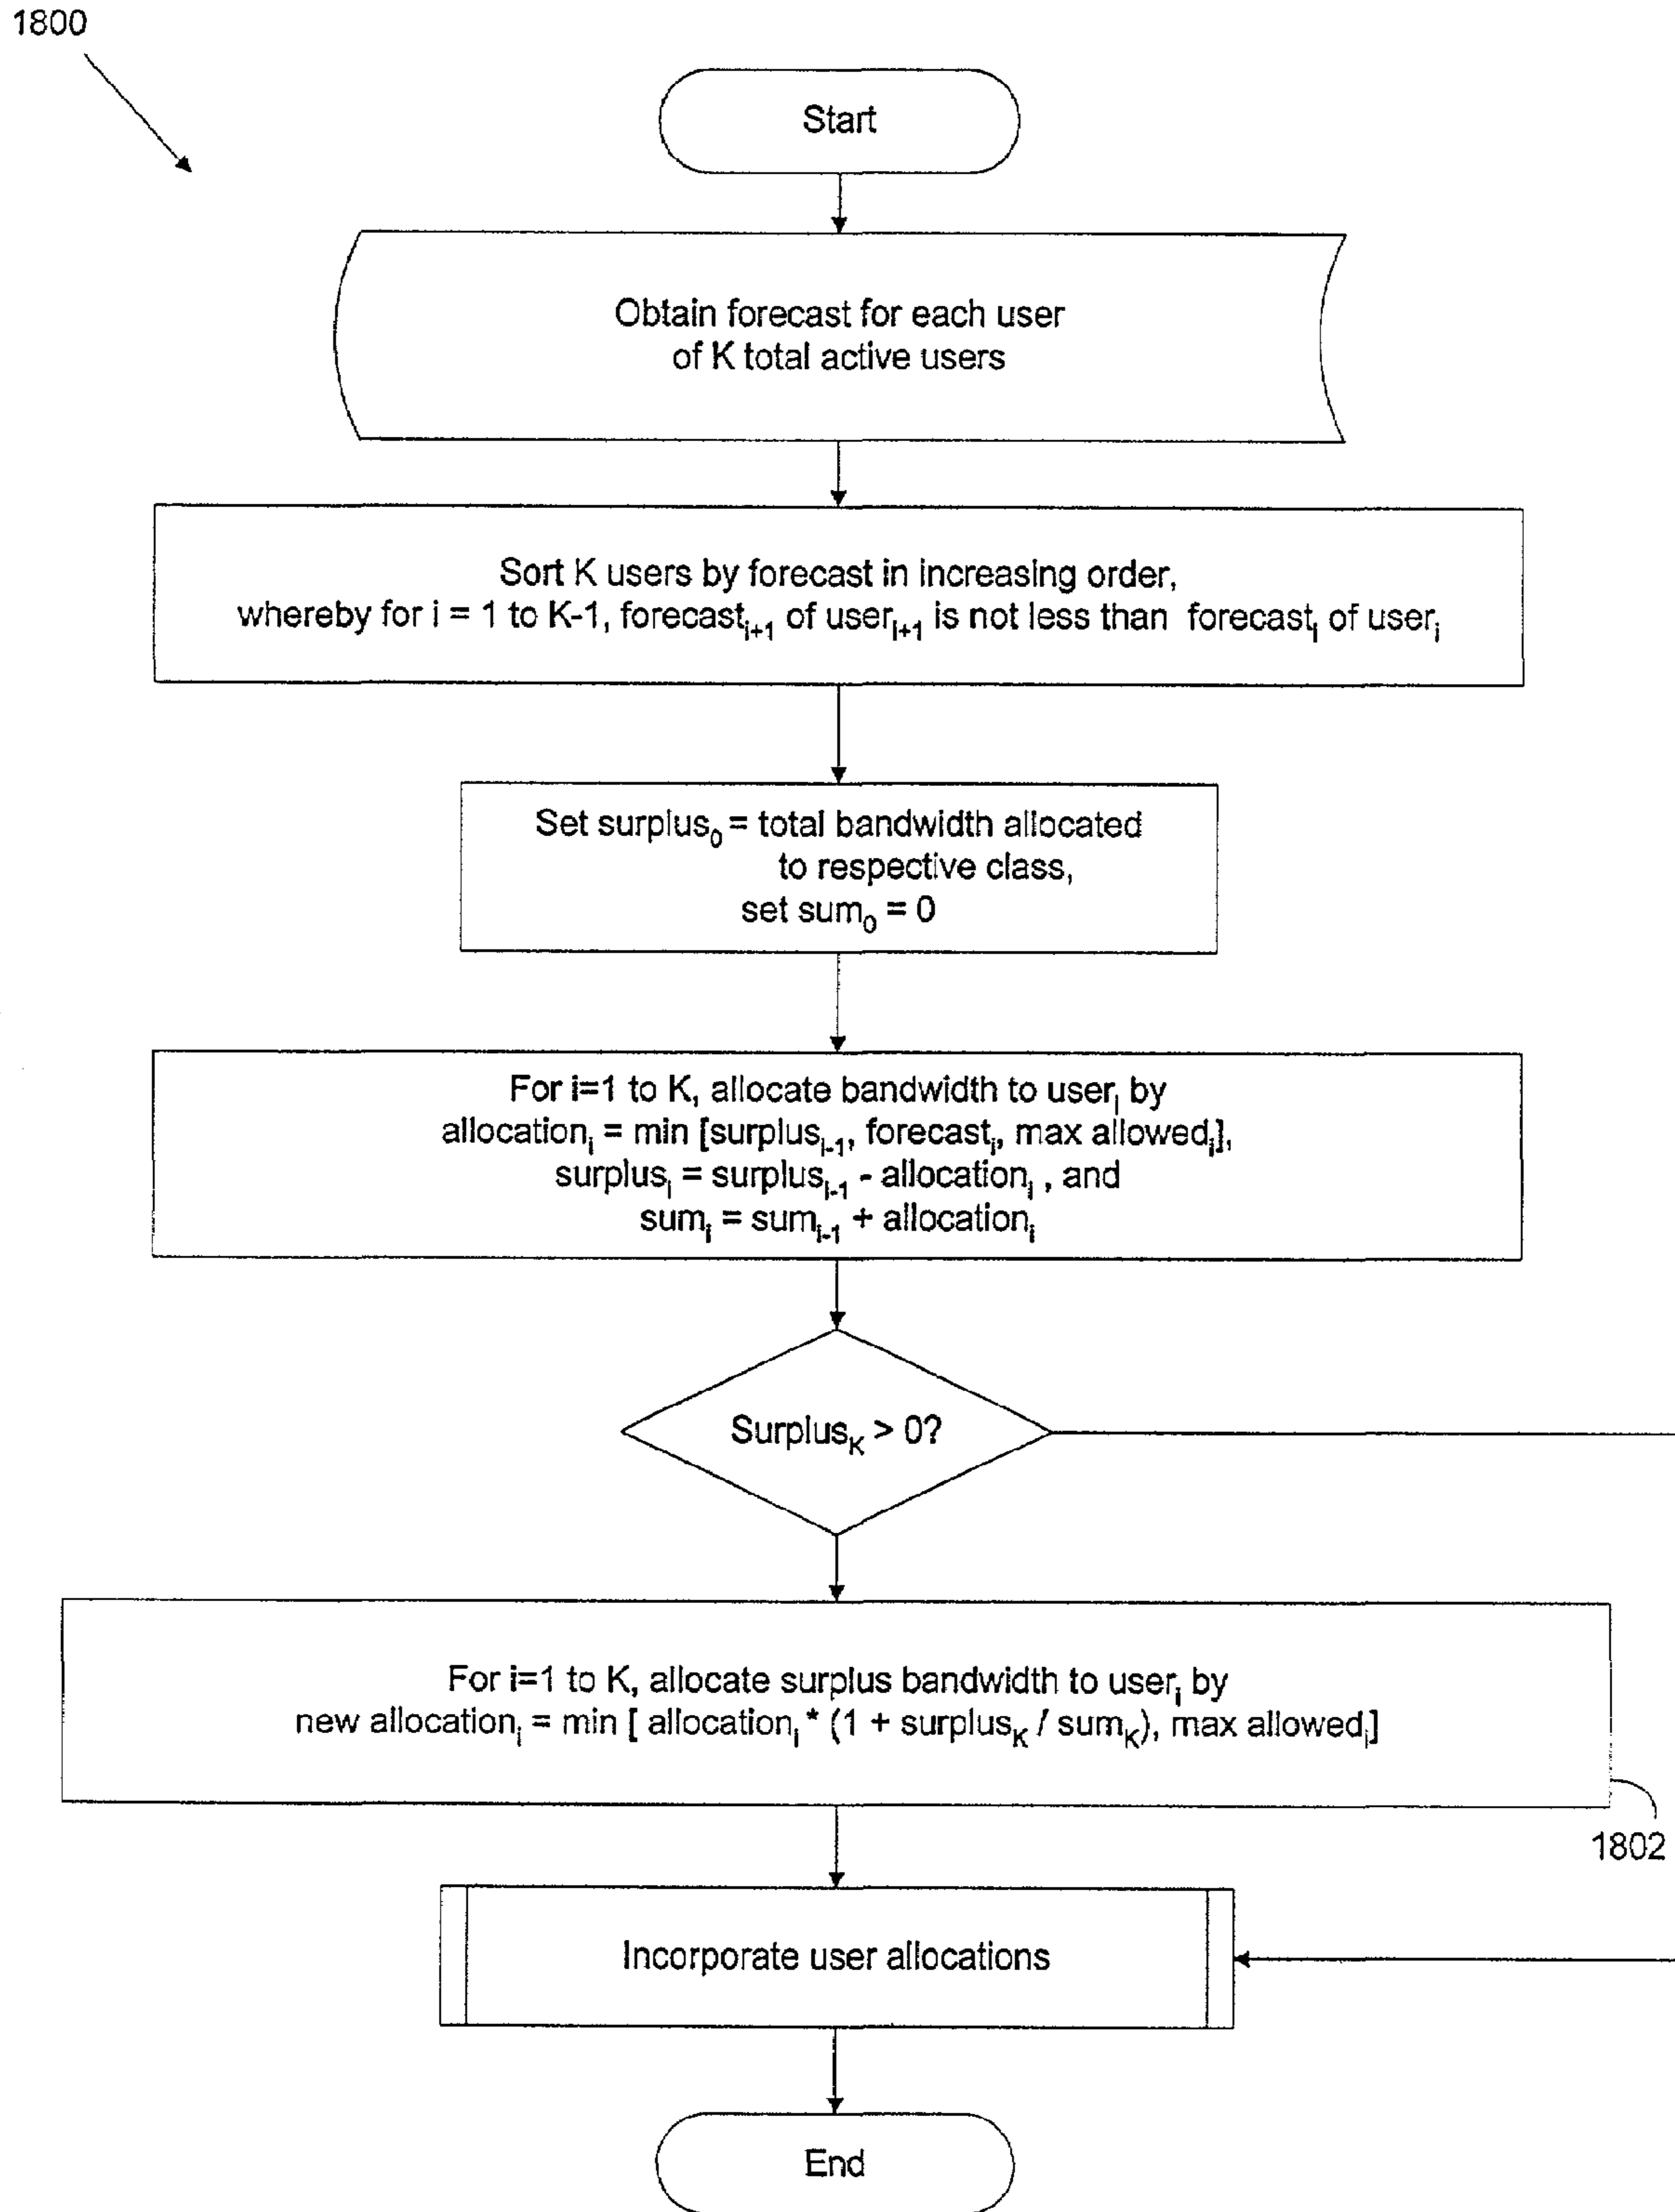 1800
Start
Obtain forecast for each user
of K total active users
Sort K users by forecast in increasing order,
whereby for i = 1 to K-1, forecastᵢ₊₁ of userᵢ₊₁ is not less than forecastᵢ of userᵢ
Set surplus₀ = total bandwidth allocated
to respective class,
set sum₀ = 0
For i=1 to K, allocate bandwidth to userᵢ by
allocationᵢ = min [surplusᵢ₋₁, forecastᵢ, max allowedᵢ],
surplusᵢ = surplusᵢ₋₁ - allocationᵢ , and
sumᵢ = sumᵢ₋₁ + allocationᵢ
Surplus_K > 0?
For i=1 to K, allocate surplus bandwidth to userᵢ by
new allocationᵢ = min [ allocationᵢ * (1 + surplus_K / sum_K), max allowedᵢ]
1802
Incorporate user allocations
End